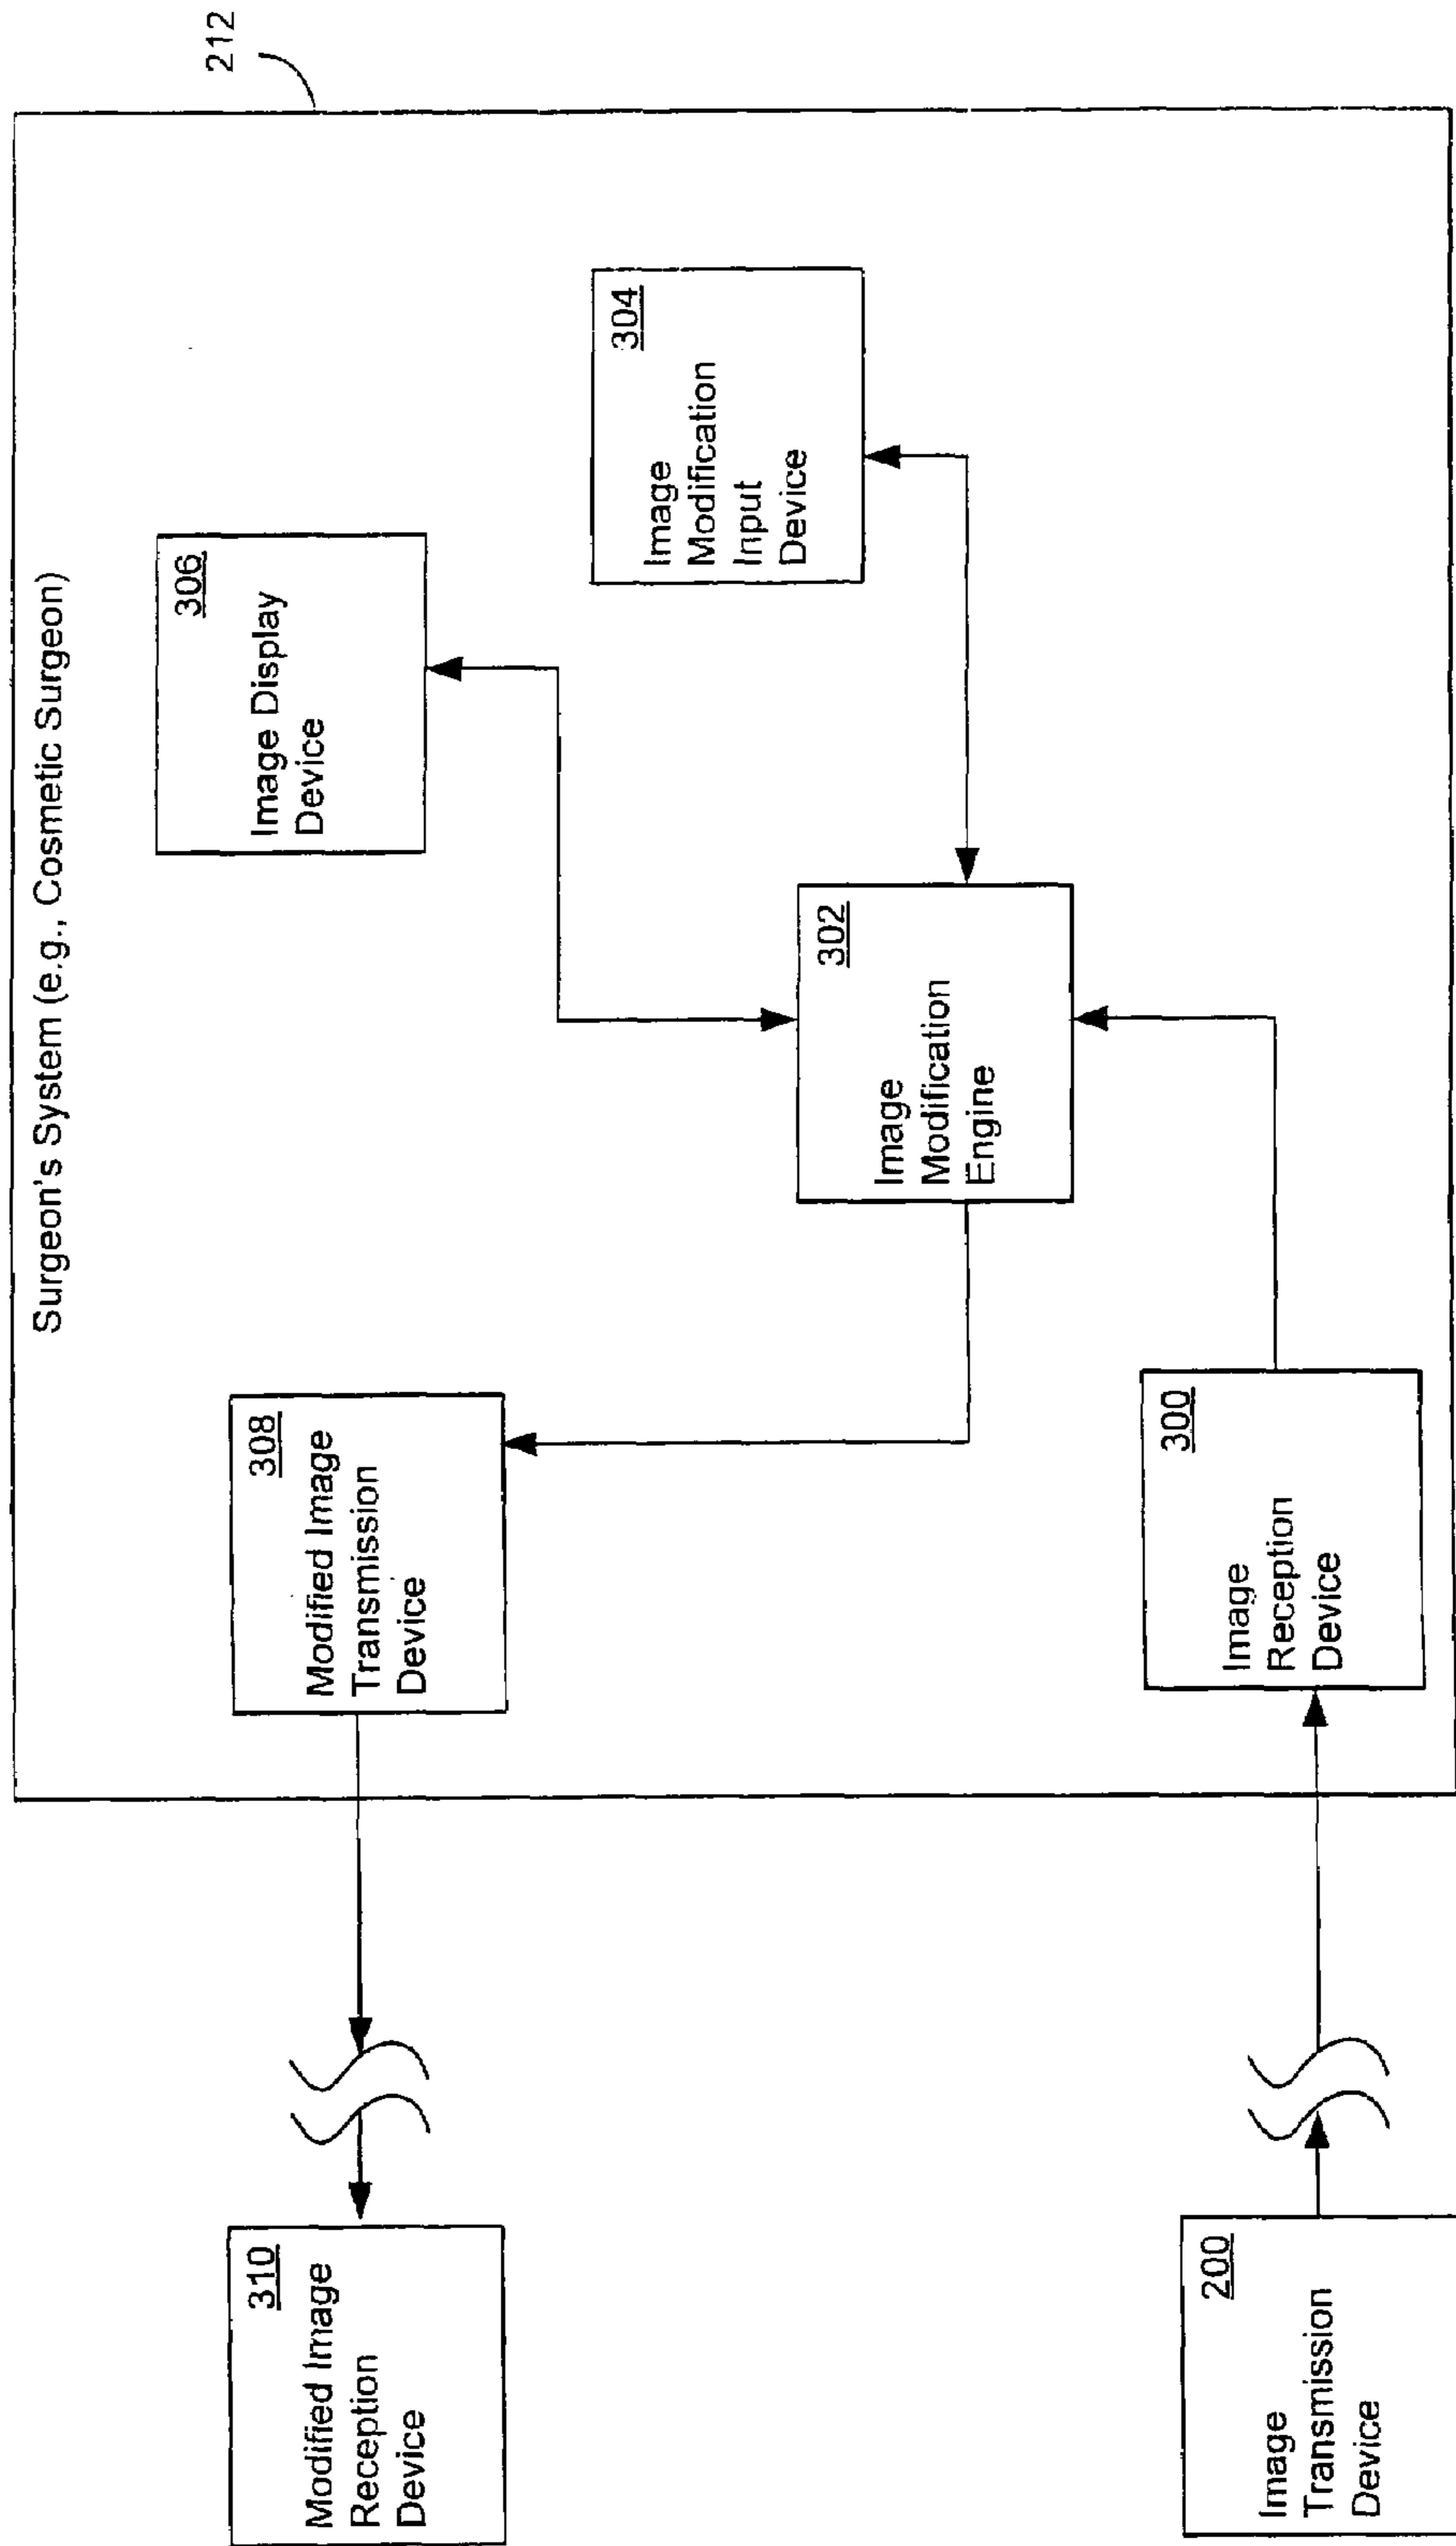 212
Surgeon's System (e.g., Cosmetic Surgeon)
310
Modified Image
Reception
Device
308
Modified Image
Transmission
Device
306
Image Display
Device
304
Image
Modification
Input
Device
302
Image
Modification
Engine
300
Image
Reception
Device
200
Image
Transmission
Device